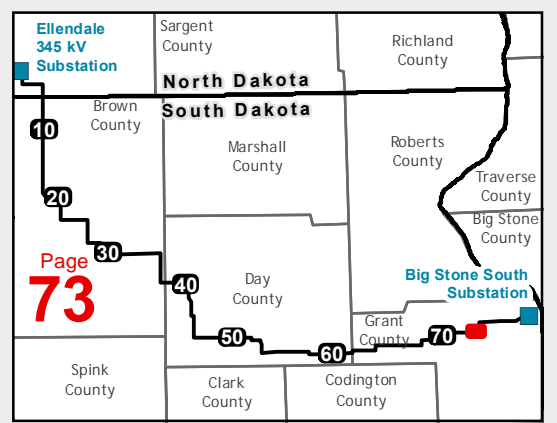 Ellendale
345 kV
Substation
Sargent
County
Richland
County
North Dakota
South Dakota
Brown
County
10
Marshall
County
Roberts
County
Traverse
County
20
Big Stone
County
30
Page
73
40
Day
County
Big Stone South
Substation
Grant
County
50
60
70
Spink
County
Clark
County
Codington
County